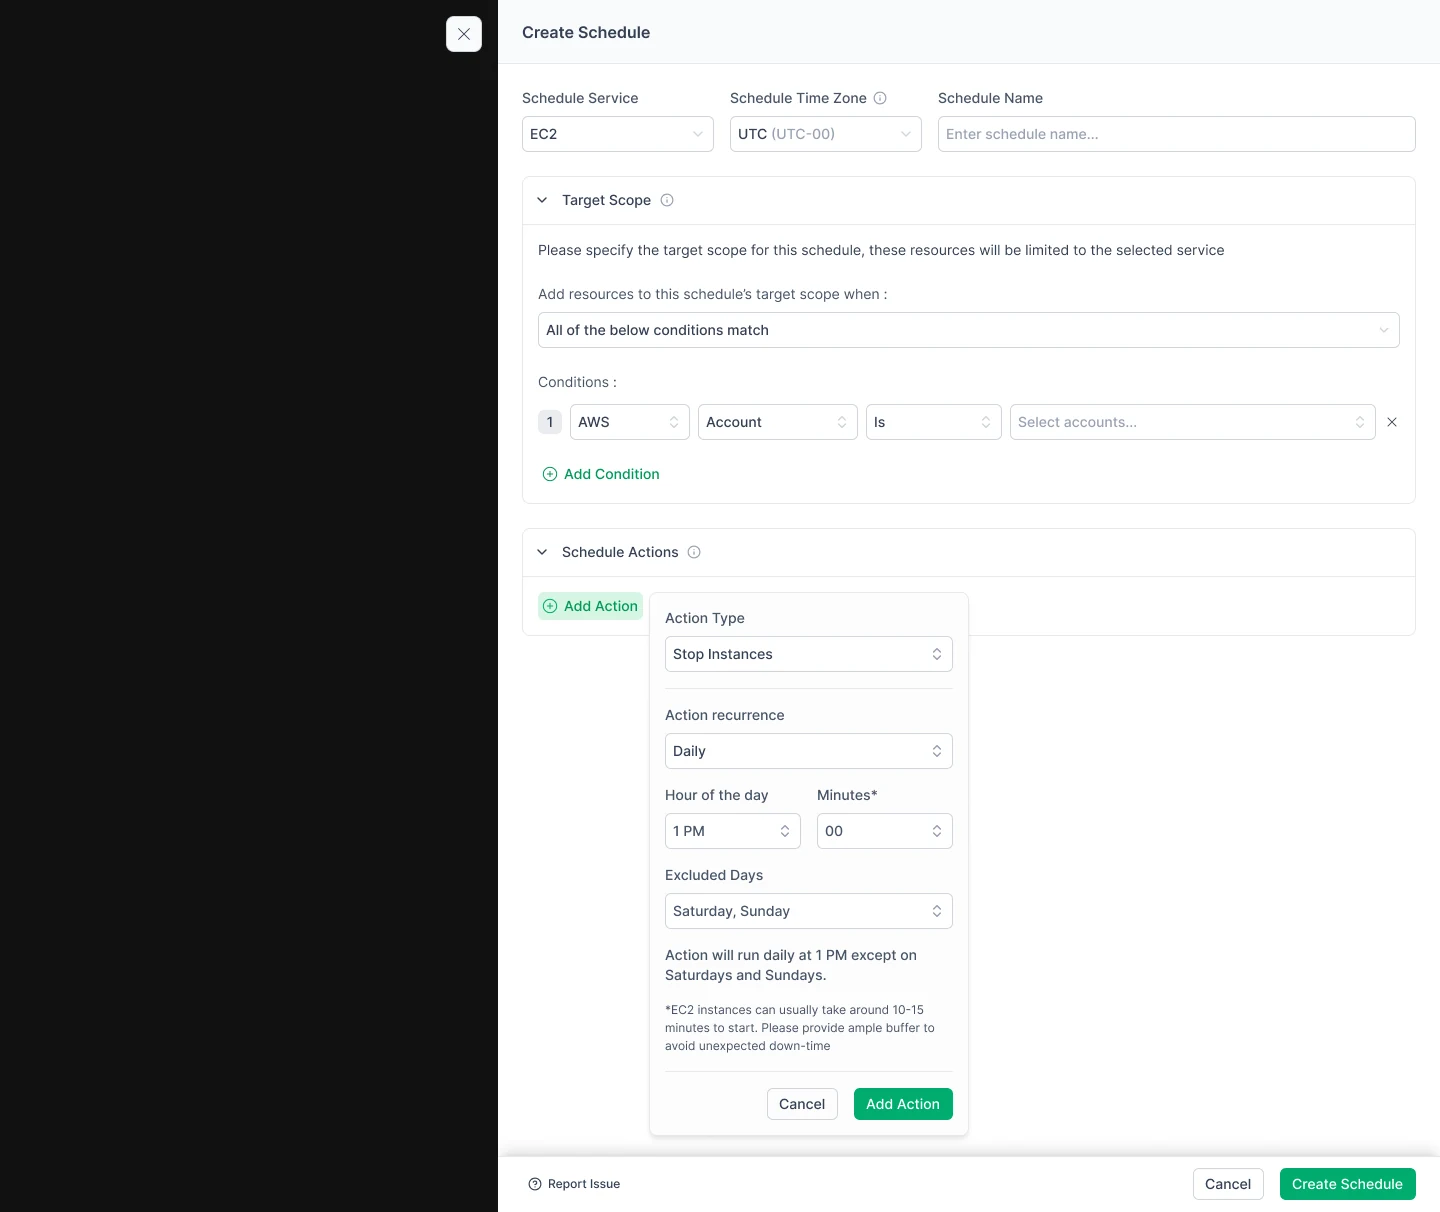 Create Schedule
Schedule Service
Schedule Time Zone
Schedule Name
EC2
UTC (UTC-00)
Enter schedule name...
Target Scope
Please specify the target scope for this schedule, these resources will be limited to the selected service
Add resources to this schedule's target scope when :
All of the below conditions match
Conditions :
1
AWS
Account
Is
Select accounts...
Add Condition
Schedule Actions
Add Action
Action Type
Stop Instances
Action recurrence
Daily
Hour of the day
Minutes*
1 PM
00
Excluded Days
Saturday, Sunday
Action will run daily at 1 PM except on
Saturdays and Sundays.
*EC2 instances can usually take around 10-15
minutes to start. Please provide ample buffer to
avoid unexpected down-time
Cancel
Add Action
Report Issue
Cancel
Create Schedule